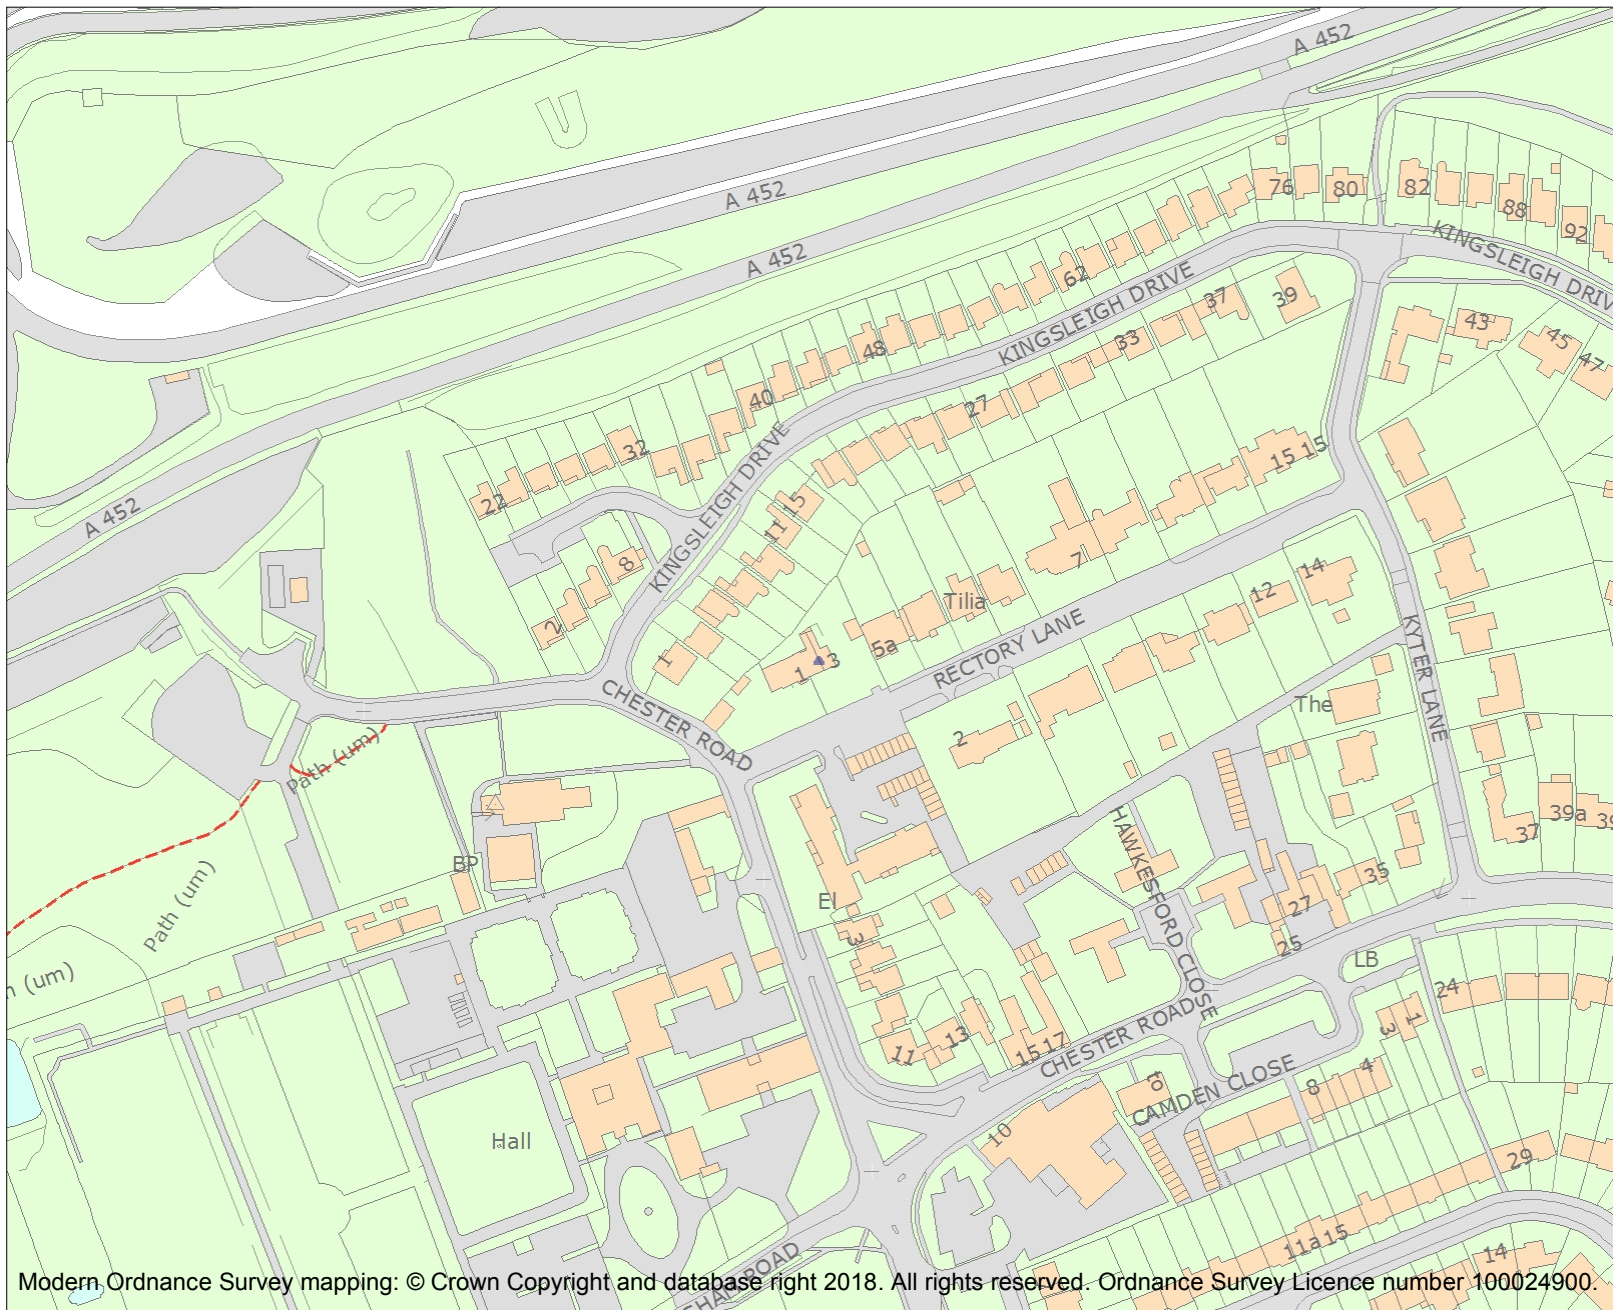 A 452
A 452
A 452
A 452
76
80
82
88
92
KINGSLEIGH DRIV
KINGSLEIGH DRIVE
62
37
39
43
45
47
48
33
40
27
32
22
KINGSLEIGH DRIVE
15
11
15 15
8
2
1
7
Tilia
5a
1
3
RECTORY LANE
12
14
KYTER LANE
The
CHESTER ROAD
2
Path (um)
Path (um)
(um)
BP
El
HAWKESFORD CLOSE
39a
37
35
27
25
3
LB
24
11
13
15
17
CHESTER ROAD
3
1
to
CAMDEN CLOSE
8
4
10
Hall
29
11a
15
14
ROAD
Modern Ordnance Survey mapping: © Crown Copyright and database right 2018. All rights reserved. Ordnance Survey Licence number 100024900.